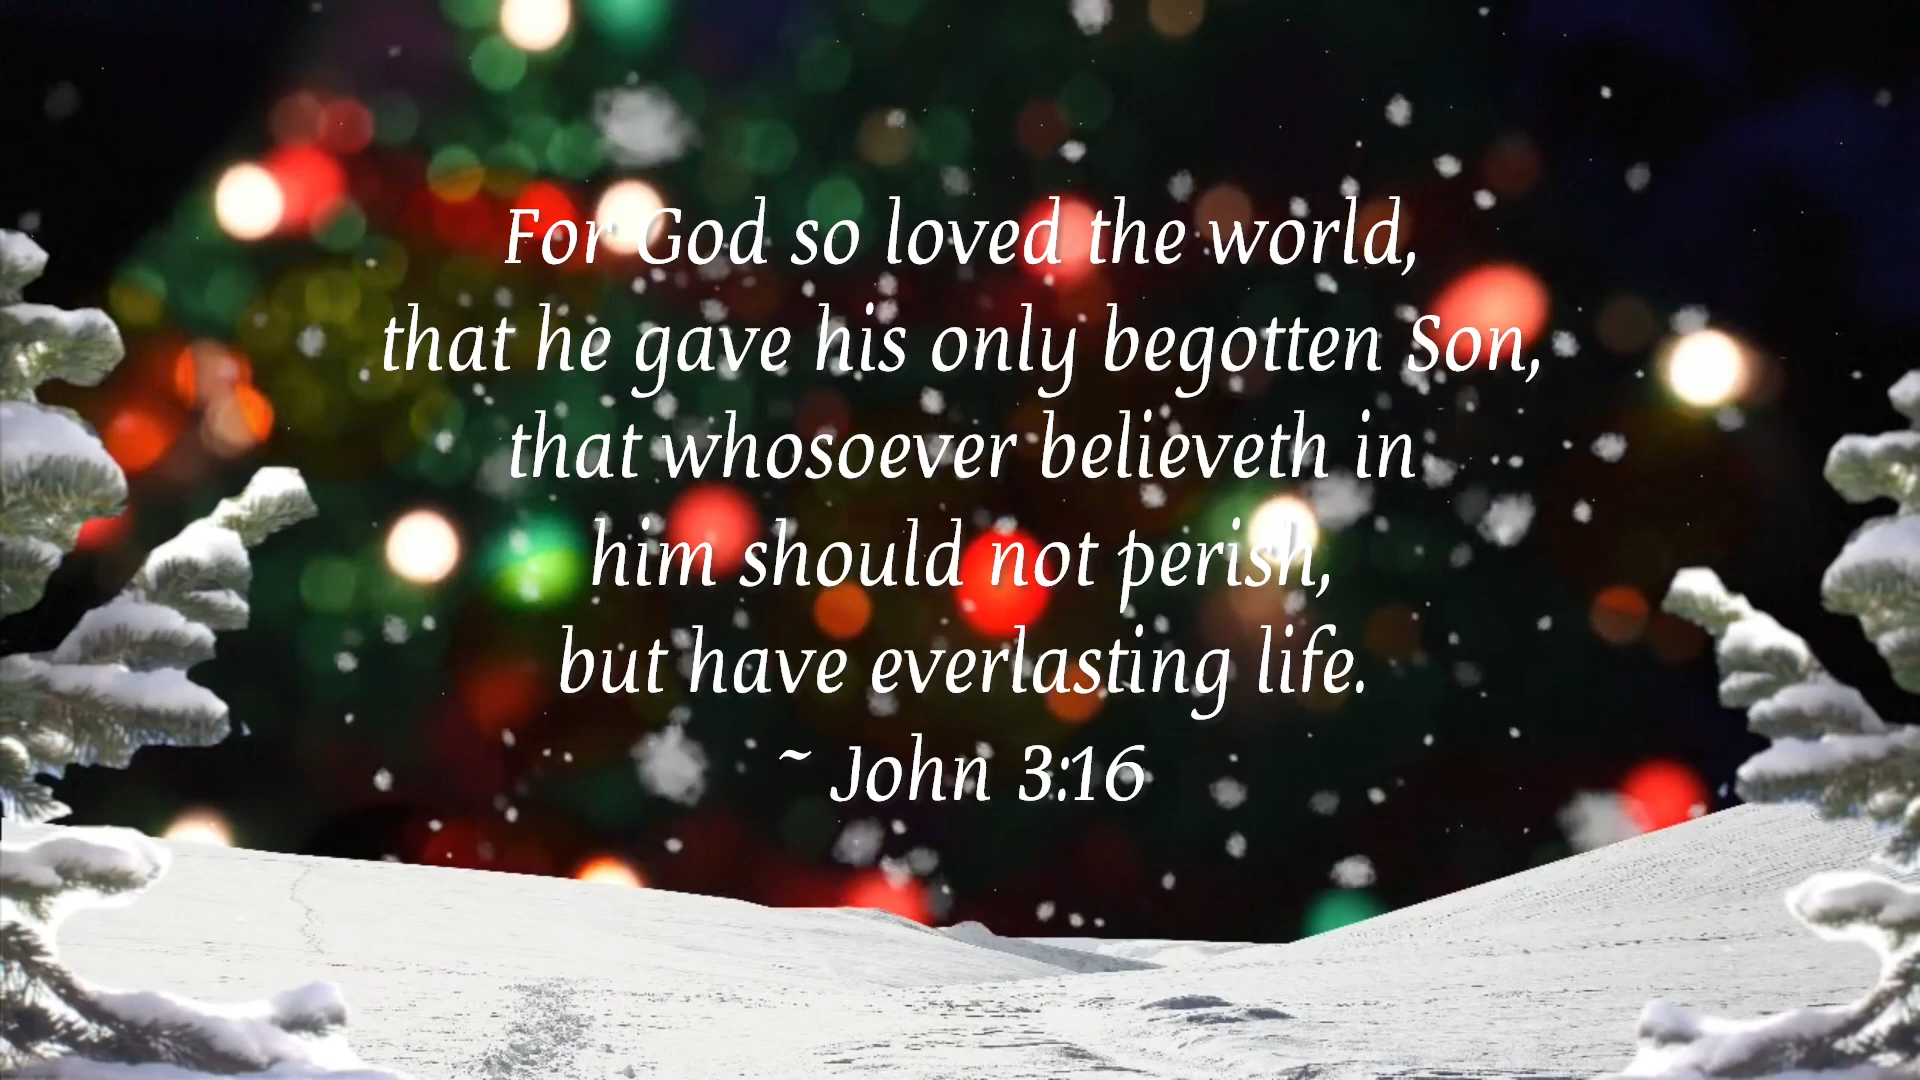 For God so loved the world,
that he gave his only begotten Son,
that whosoever believeth in
him should not perish,
but have everlasting life.
~ John 3:16